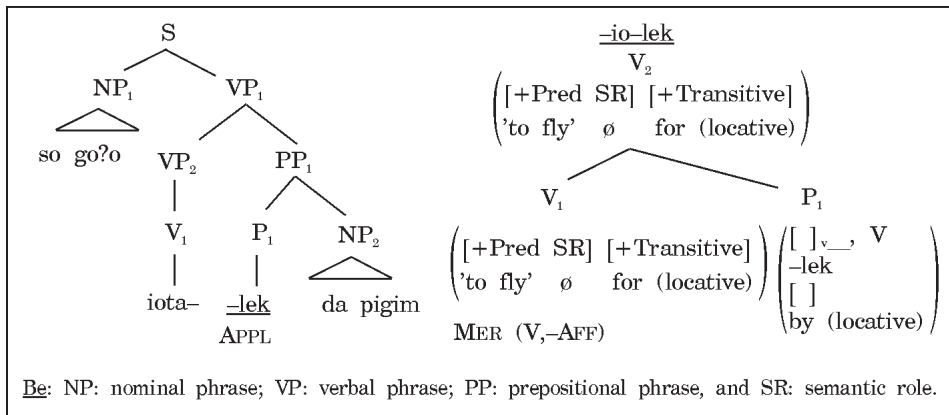 S
NP₁ VP₁
so go?o
VP₂ PP₁
V₁ P₁ NP₂
iota– –lek da pigim
APPL
–io–lek
V₂
[+Pred SR] [+Transitive]
'to fly' ø for (locative)
V₁ P₁
[+Pred SR] [+Transitive]
'to fly' ø for (locative)
MER (V,–AFF)
[ ]ᵥ__, V
–lek
[ ]
by (locative)
Be: NP: nominal phrase; VP: verbal phrase; PP: prepositional phrase, and SR: semantic role.